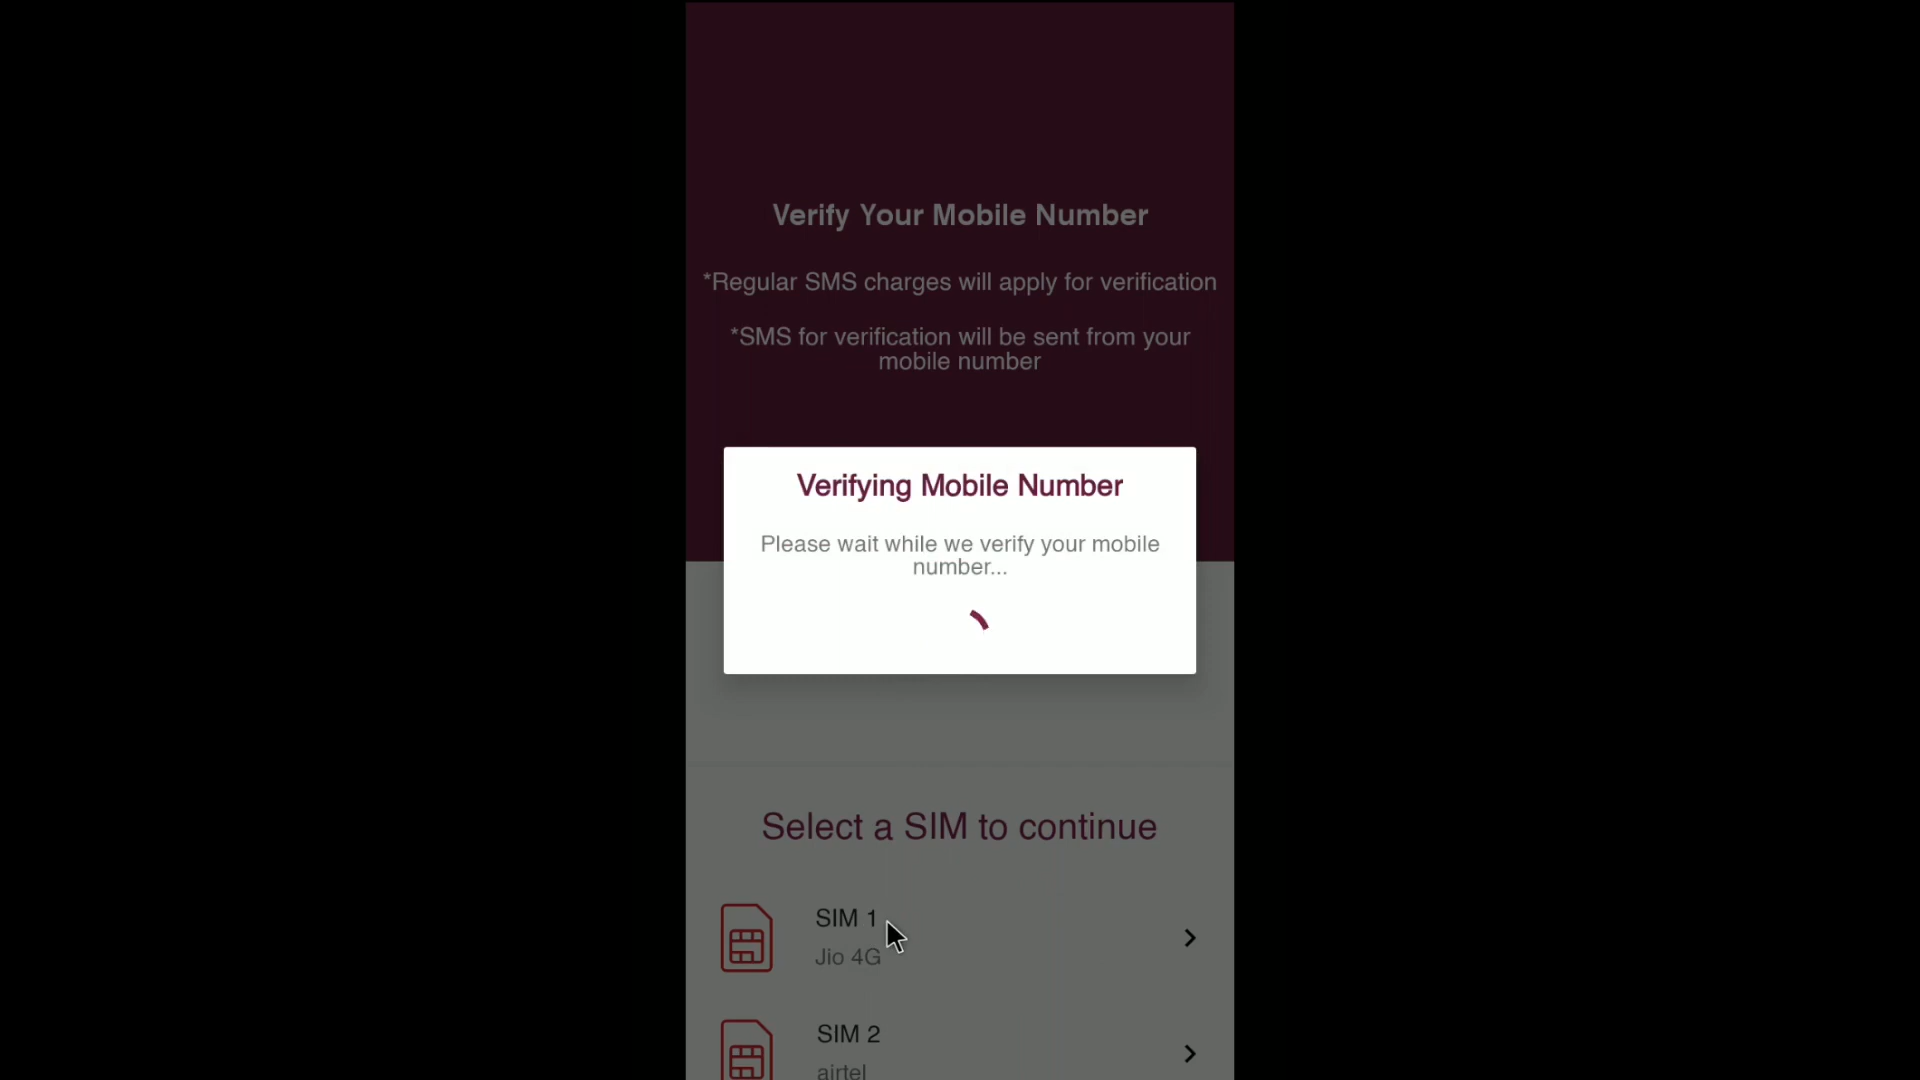 Verify Your Mobile Number
*Regular SMS charges will apply for verification
*SMS for verification will be sent from your
mobile number
Verifying Mobile Number
Please wait while we verify your mobile
number...
Select a SIM to continue
SIM 1
Jio 4G
SIM 2
airtel